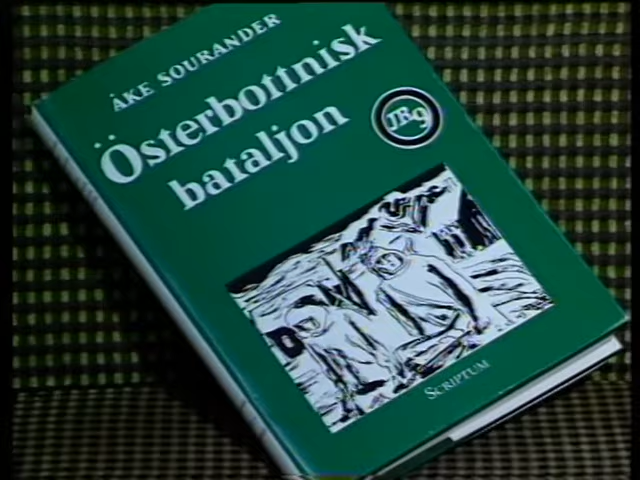 ÅKE SOURANDER
Österbottnisk
bataljon
JR9
SCRIPTUM